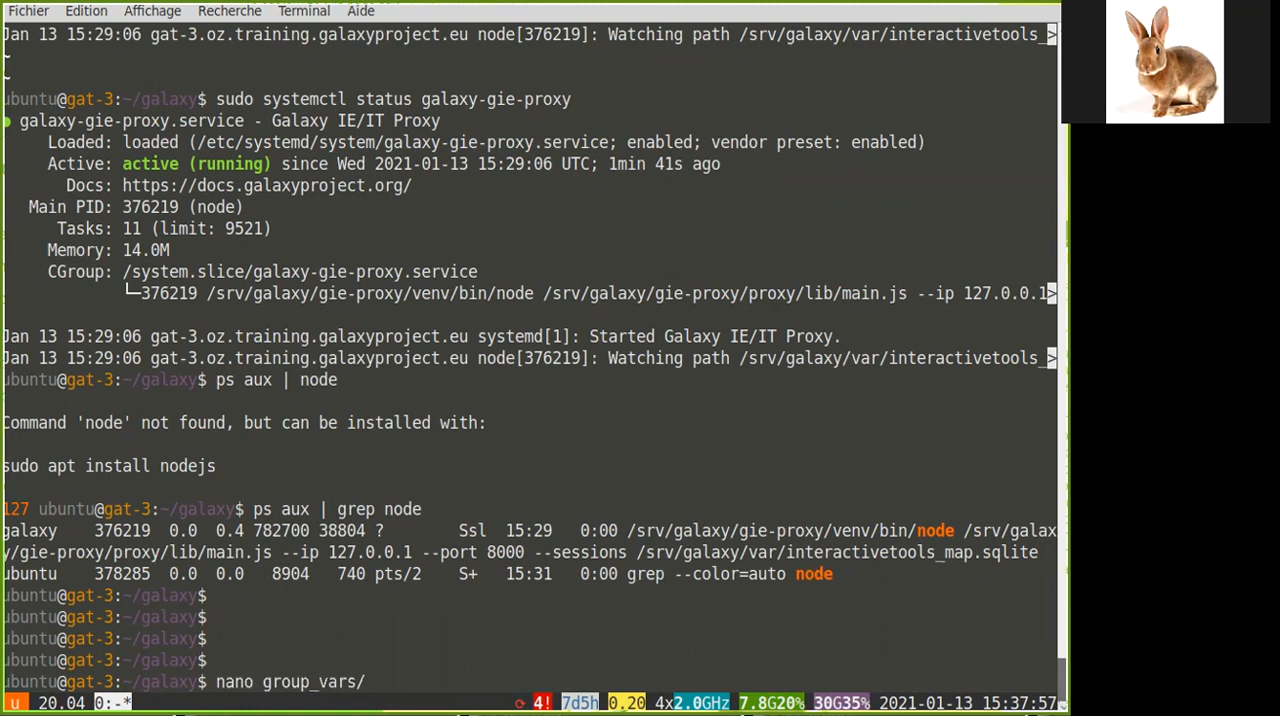 Fichier Edition Affichage Recherche Terminal Aide
Jan 13 15:29:06 gat-3.oz.training.galaxyproject.eu node[376219]: Watching path /srv/galaxy/var/interactivetools_>
~
~
ubuntu@gat-3:~/galaxy$ sudo systemctl status galaxy-gie-proxy
● galaxy-gie-proxy.service - Galaxy IE/IT Proxy
Loaded: loaded (/etc/systemd/system/galaxy-gie-proxy.service; enabled; vendor preset: enabled)
Active: active (running) since Wed 2021-01-13 15:29:06 UTC; 1min 41s ago
Docs: https://docs.galaxyproject.org/
Main PID: 376219 (node)
Tasks: 11 (limit: 9521)
Memory: 14.0M
CGroup: /system.slice/galaxy-gie-proxy.service
└─376219 /srv/galaxy/gie-proxy/venv/bin/node /srv/galaxy/gie-proxy/proxy/lib/main.js --ip 127.0.0.1>
Jan 13 15:29:06 gat-3.oz.training.galaxyproject.eu systemd[1]: Started Galaxy IE/IT Proxy.
Jan 13 15:29:06 gat-3.oz.training.galaxyproject.eu node[376219]: Watching path /srv/galaxy/var/interactivetools_>
ubuntu@gat-3:~/galaxy$ ps aux | node
Command 'node' not found, but can be installed with:
sudo apt install nodejs
127 ubuntu@gat-3:~/galaxy$ ps aux | grep node
galaxy 376219 0.0 0.4 782700 38804 ? Ssl 15:29 0:00 /srv/galaxy/gie-proxy/venv/bin/node /srv/galax
y/gie-proxy/proxy/lib/main.js --ip 127.0.0.1 --port 8000 --sessions /srv/galaxy/var/interactivetools_map.sqlite
ubuntu 378285 0.0 0.0 8904 740 pts/2 S+ 15:31 0:00 grep --color=auto node
ubuntu@gat-3:~/galaxy$
ubuntu@gat-3:~/galaxy$
ubuntu@gat-3:~/galaxy$
ubuntu@gat-3:~/galaxy$
ubuntu@gat-3:~/galaxy$ nano group_vars/
u 20.04 0:-* 4! 7d5h 0.20 4x2.0GHz 7.8G20% 30G35% 2021-01-13 15:37:57